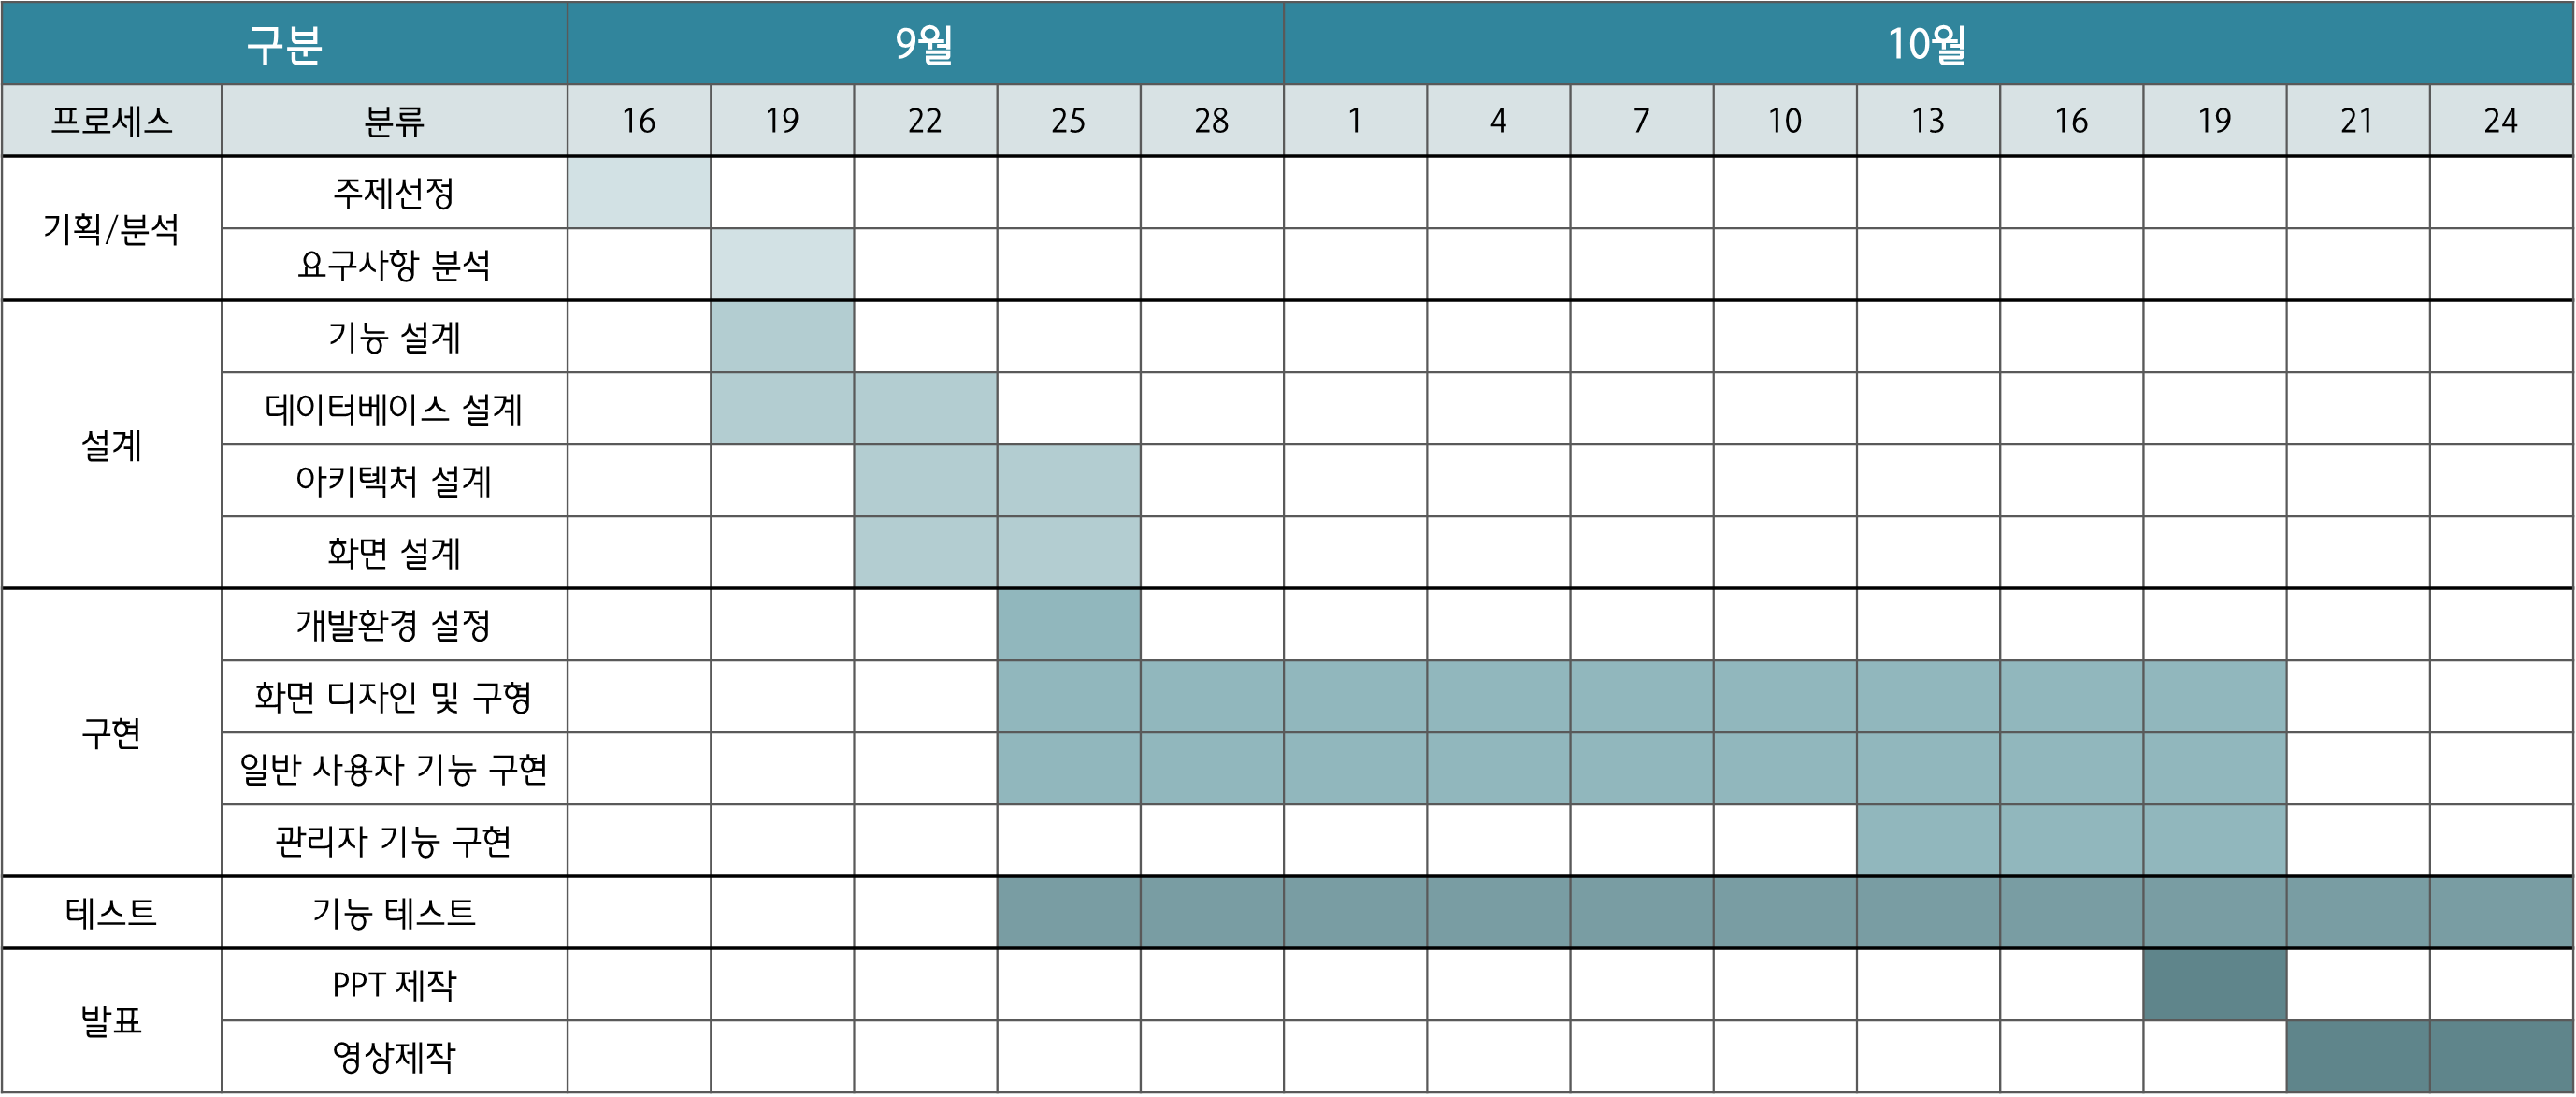 구분 9월 10월
프로세스 분류 16 19 22 25 28 1 4 7 10 13 16 19 21 24
기획/분석
주제선정
요구사항 분석
설계
기능 설계
데이터베이스 설계
아키텍처 설계
화면 설계
구현
개발환경 설정
화면 디자인 및 구형
일반 사용자 기능 구현
관리자 기능 구현
테스트 기능 테스트
발표
PPT 제작
영상제작